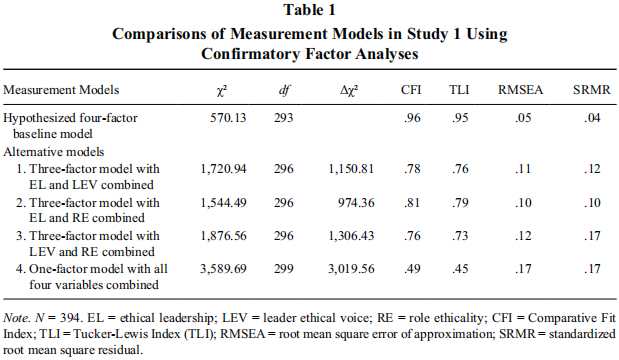 Table 1
Comparisons of Measurement Models in Study 1 Using
Confirmatory Factor Analyses
Measurement Models χ² df Δχ² CFI TLI RMSEA SRMR
Hypothesized four-factor 570.13 293 .96 .95 .05 .04
baseline model
Alternative models
1. Three-factor model with 1,720.94 296 1,150.81 .78 .76 .11 .12
EL and LEV combined
2. Three-factor model with 1,544.49 296 974.36 .81 .79 .10 .10
EL and RE combined
3. Three-factor model with 1,876.56 296 1,306.43 .76 .73 .12 .17
LEV and RE combined
4. One-factor model with all 3,589.69 299 3,019.56 .49 .45 .17 .17
four variables combined
Note. N = 394. EL = ethical leadership; LEV = leader ethical voice; RE = role ethicality; CFI = Comparative Fit
Index; TLI = Tucker-Lewis Index (TLI); RMSEA = root mean square error of approximation; SRMR = standardized
root mean square residual.